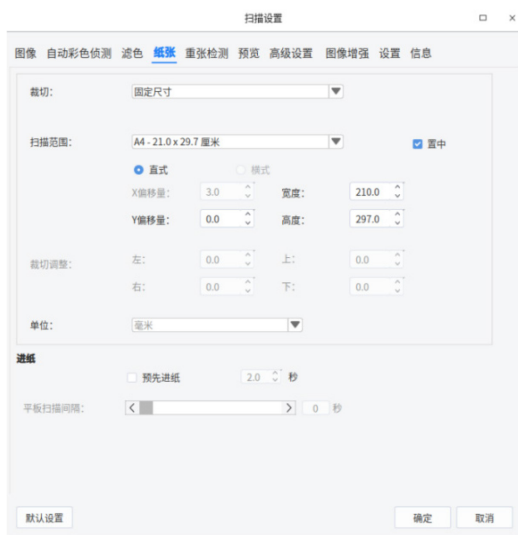 扫描设置
图像 自动彩色侦测 滤色 纸张 重张检测 预览 高级设置 图像增强 设置 信息
裁切: 固定尺寸
扫描范围: A4 - 21.0 x 29.7 厘米 置中
直式 横式
X偏移量: 3.0 宽度: 210.0
Y偏移量: 0.0 高度: 297.0
裁切调整: 左: 0.0 上: 0.0
右: 0.0 下: 0.0
单位: 毫米
进纸
预先进纸 2.0 秒
平板扫描间隔: 0 秒
默认设置 确定 取消